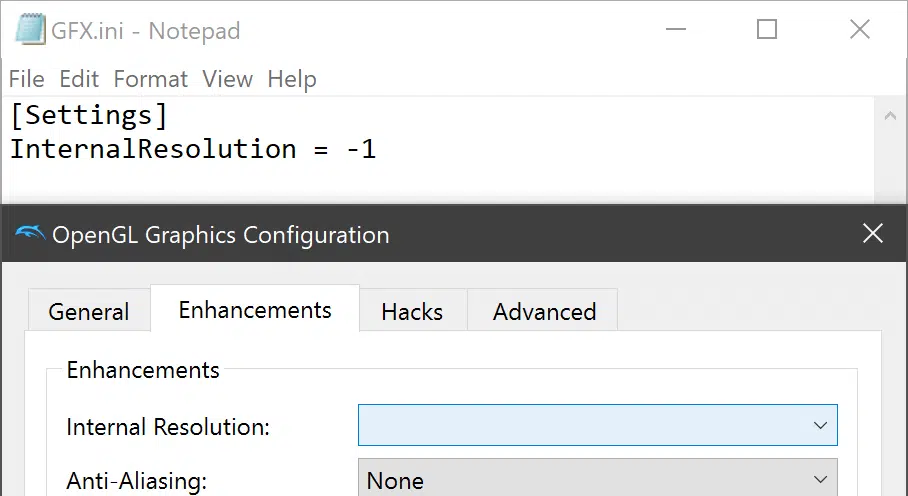 GFX.ini - Notepad
File Edit Format View Help
[Settings]
InternalResolution = -1
OpenGL Graphics Configuration
General Enhancements Hacks Advanced
Enhancements
Internal Resolution:
Anti-Aliasing: None